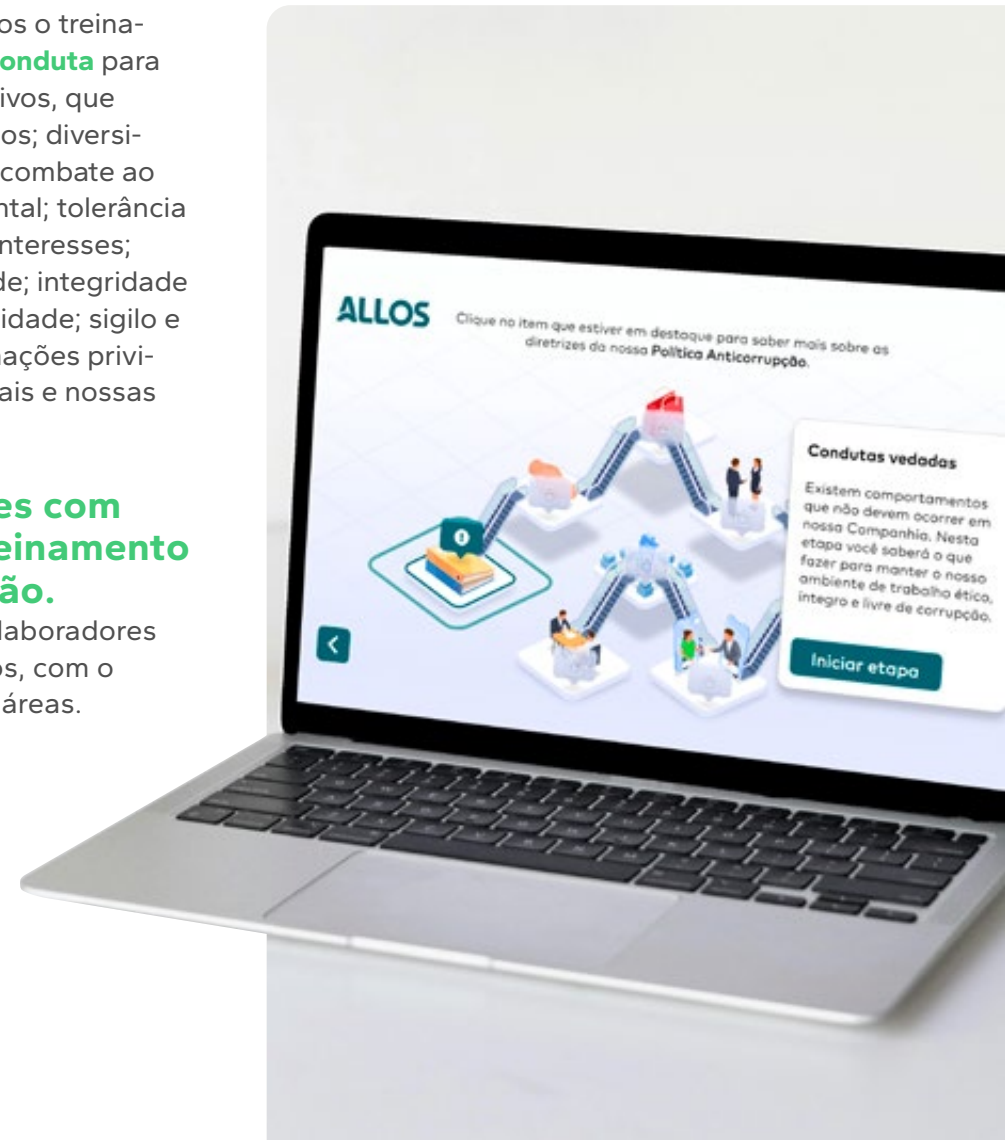 os o treina-
onduta para
ivos, que
os; diversi-
combate ao
ntal; tolerância
nteresses;
de; integridade
idade; sigilo e
nações privi-
ais e nossas
es com
einamento
ão.
laboradores
os, com o
áreas.
ALLOS
Clique no item que estiver em destaque para saber mais sobre as
diretrizes da nossa Política Anticorrupção.
Condutas vedadas
Existem comportamentos
que não devem ocorrer em
nossa Companhia. Nesta
etapa você saberá o que
fazer para manter o nosso
ambiente de trabalho ético,
íntegro e livre de corrupção.
Iniciar etapa